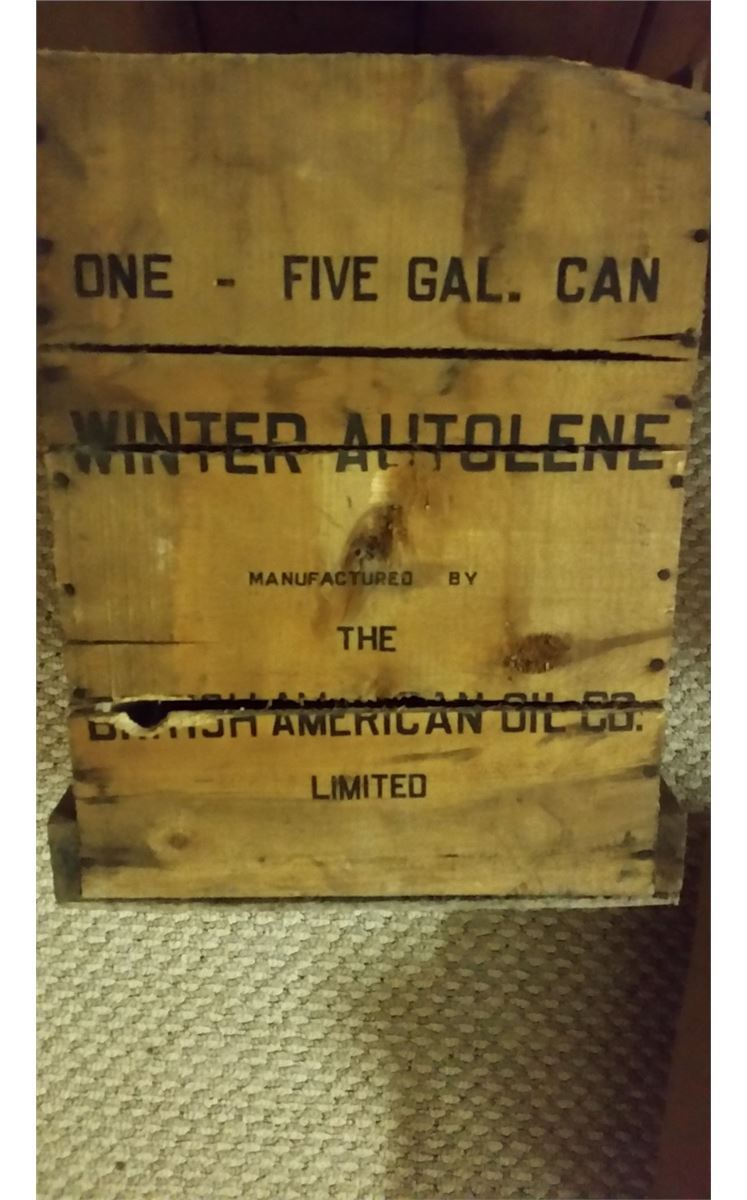 ONE - FIVE GAL. CAN
WINTER AUTOLENE
MANUFACTURED BY
THE
BRITISH AMERICAN OIL CO.
LIMITED